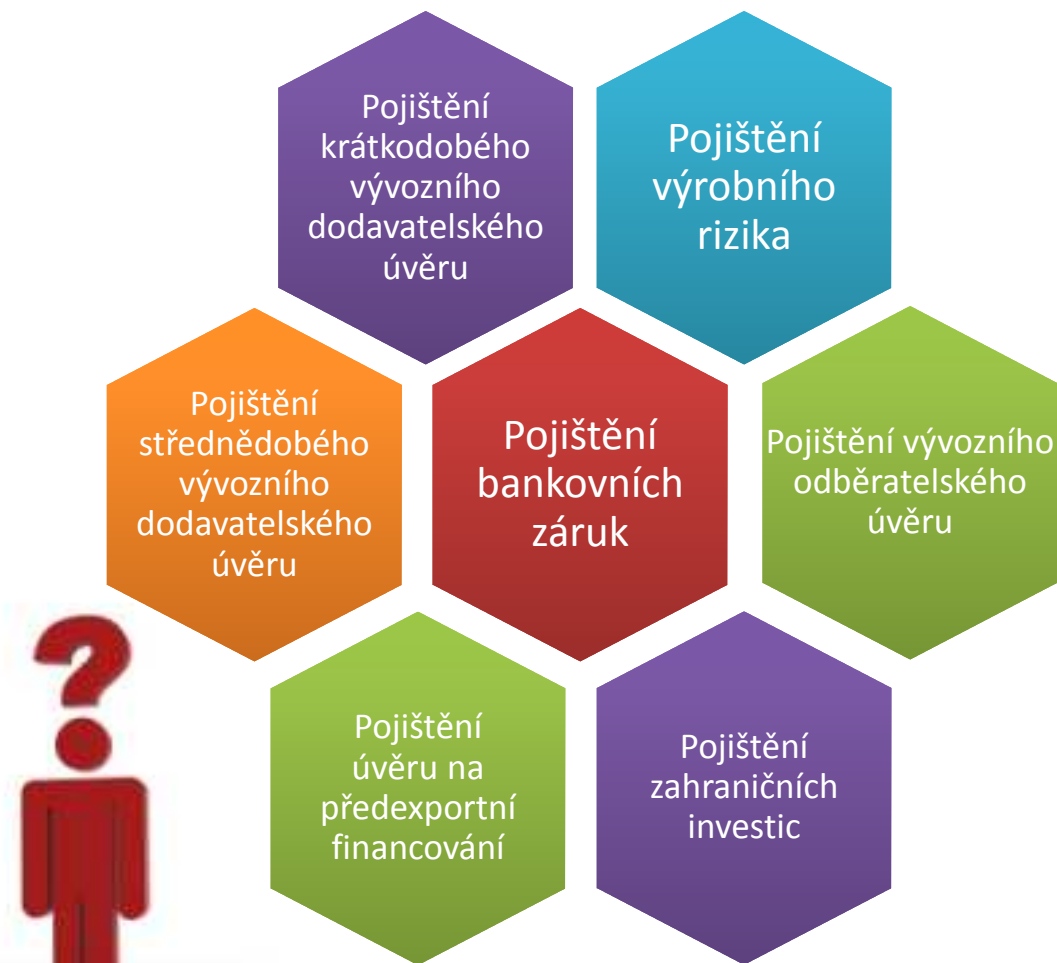 Pojištění
krátkodobého
vývozního
dodavatelského
úvěru
Pojištění
výrobního
rizika
Pojištění
střednědobého
vývozního
dodavatelského
úvěru
Pojištění
bankovních
záruk
Pojištění vývozního
odběratelského
úvěru
Pojištění
úvěru na
předexportní
financování
Pojištění
zahraničních
investic
?